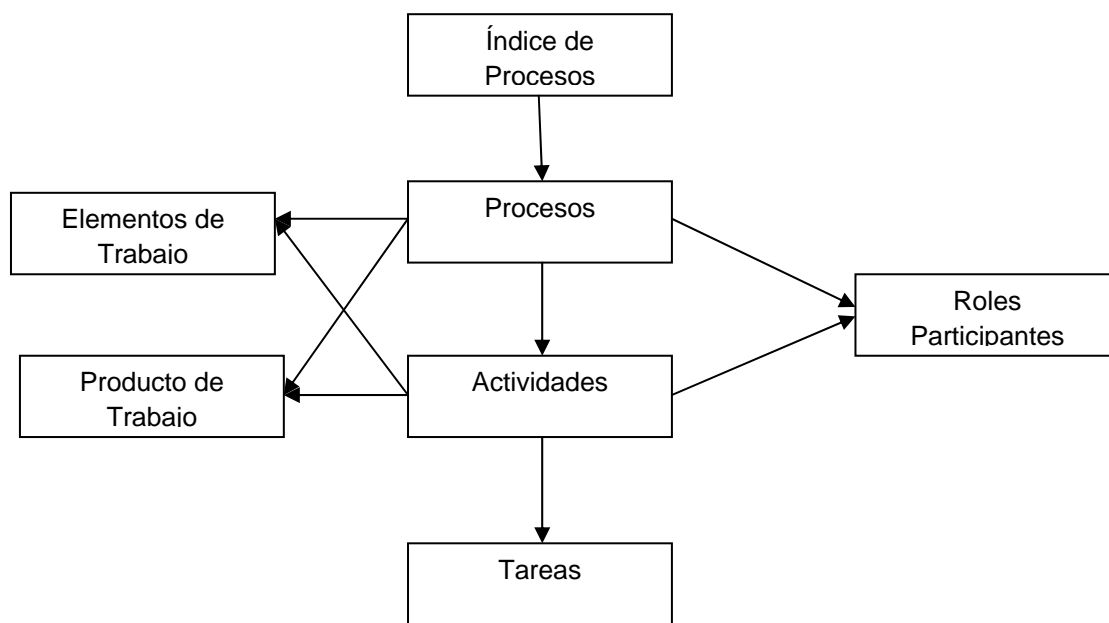 Índice de
Procesos
Procesos
Elementos de
Trabajo
Roles
Participantes
Producto de
Trabajo
Actividades
Tareas